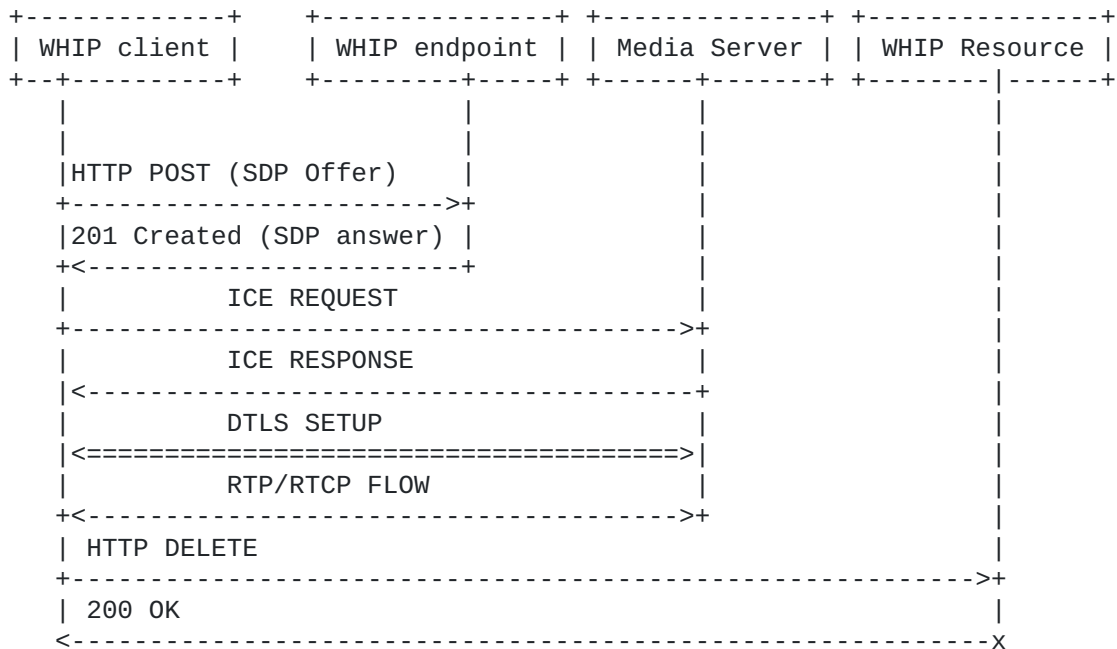 WHIP client WHIP endpoint Media Server WHIP Resource
HTTP POST (SDP Offer)
201 Created (SDP answer)
ICE REQUEST
ICE RESPONSE
DTLS SETUP
RTP/RTCP FLOW
HTTP DELETE
200 OK
x